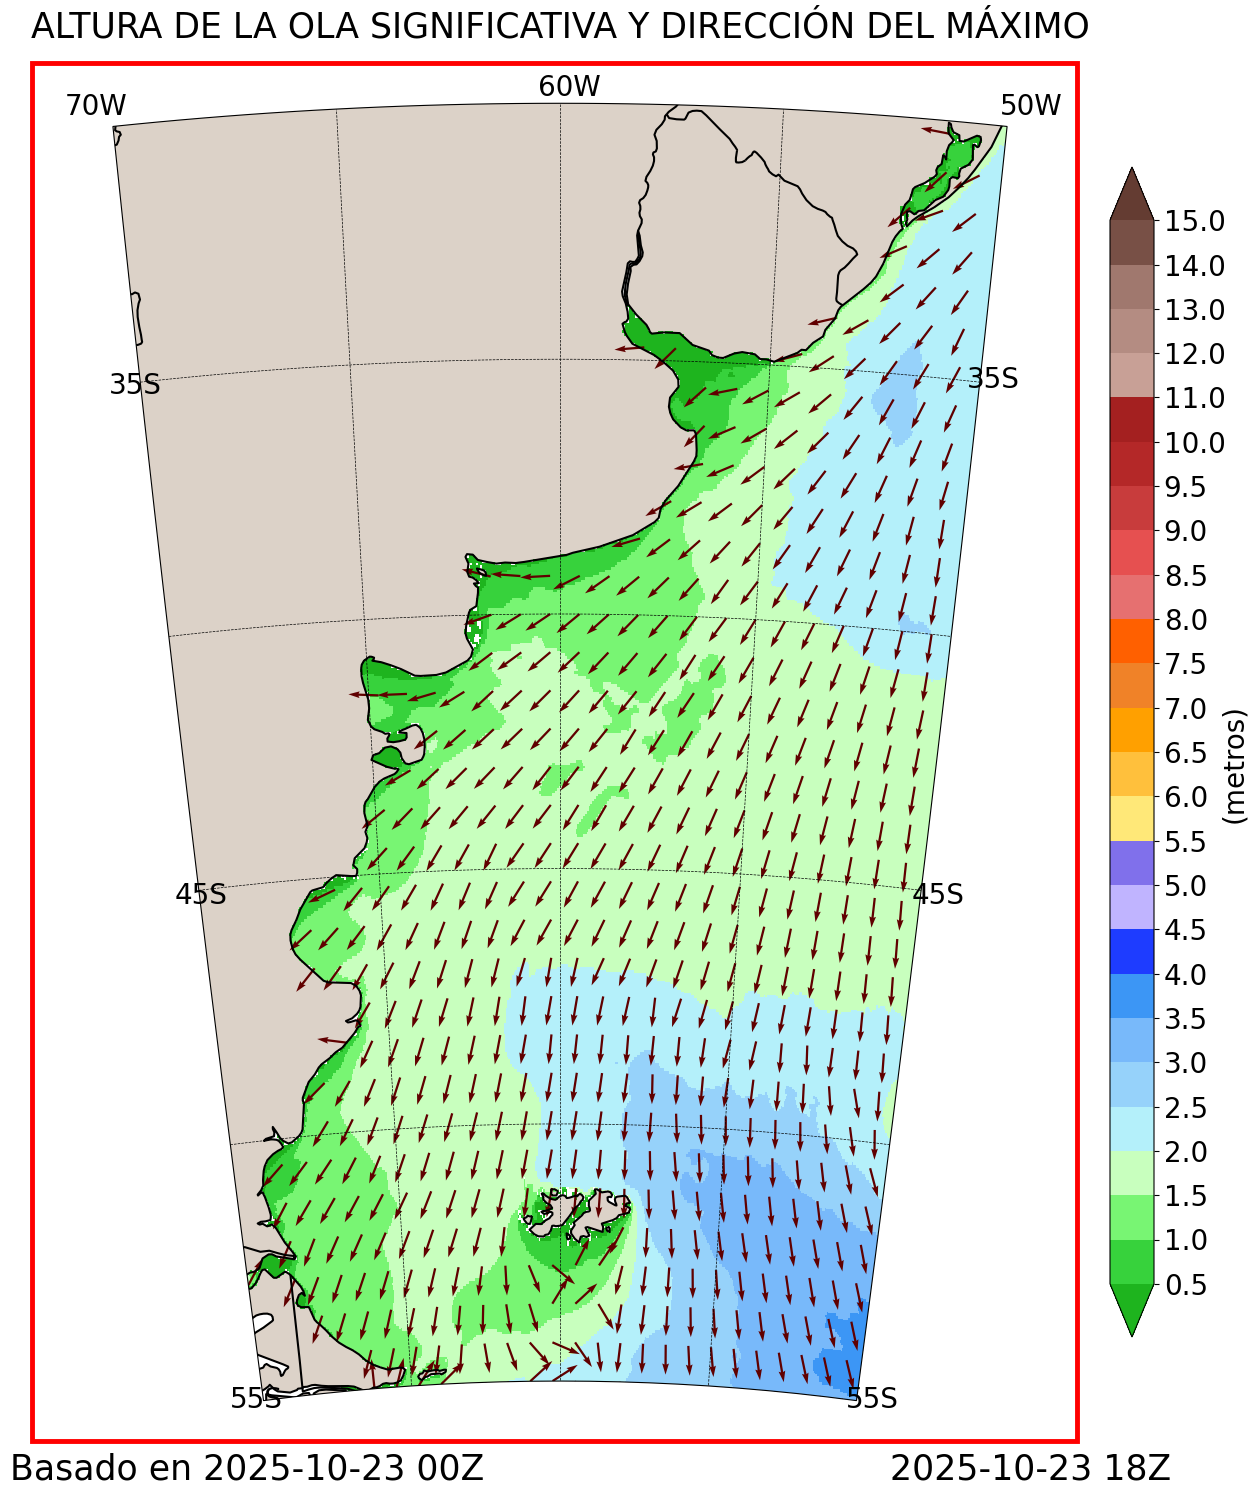 ALTURA DE LA OLA SIGNIFICATIVA Y DIRECCIÓN DEL MÁXIMO
70W
60W
50W
35S
35S
45S
45S
55S
55S
15.0
14.0
13.0
12.0
11.0
10.0
9.5
9.0
8.5
8.0
7.5
7.0
6.5
6.0
5.5
5.0
4.5
4.0
3.5
3.0
2.5
2.0
1.5
1.0
0.5
(metros)
Basado en 2025-10-23 00Z
2025-10-23 18Z